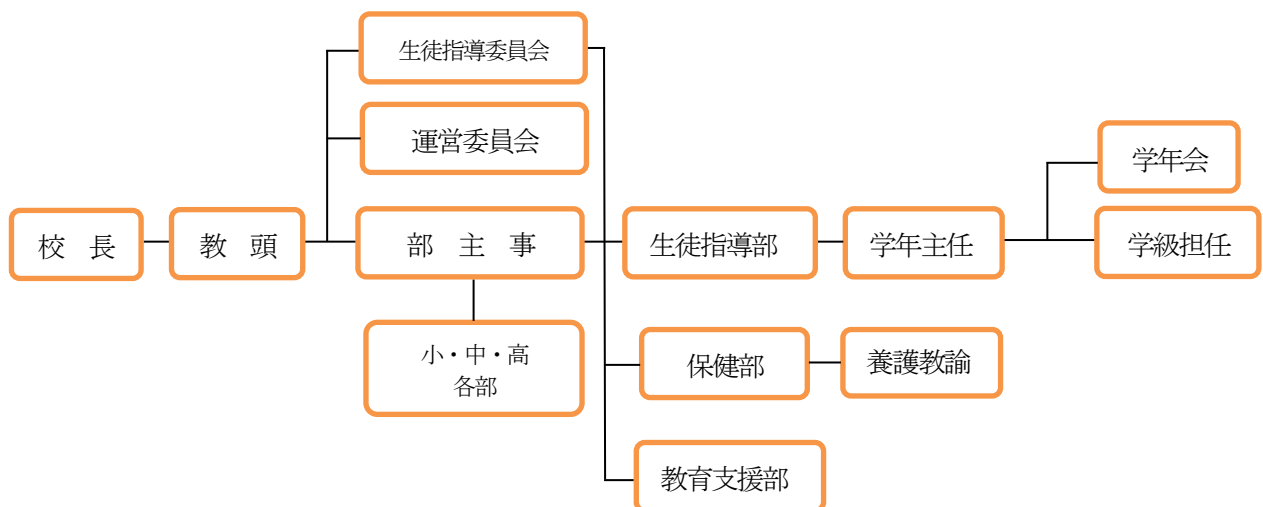 生徒指導委員会
運営委員会
学年会
校　長
教　頭
部　主　事
生徒指導部
学年主任
学級担任
小・中・高
各部
保健部
養護教諭
教育支援部